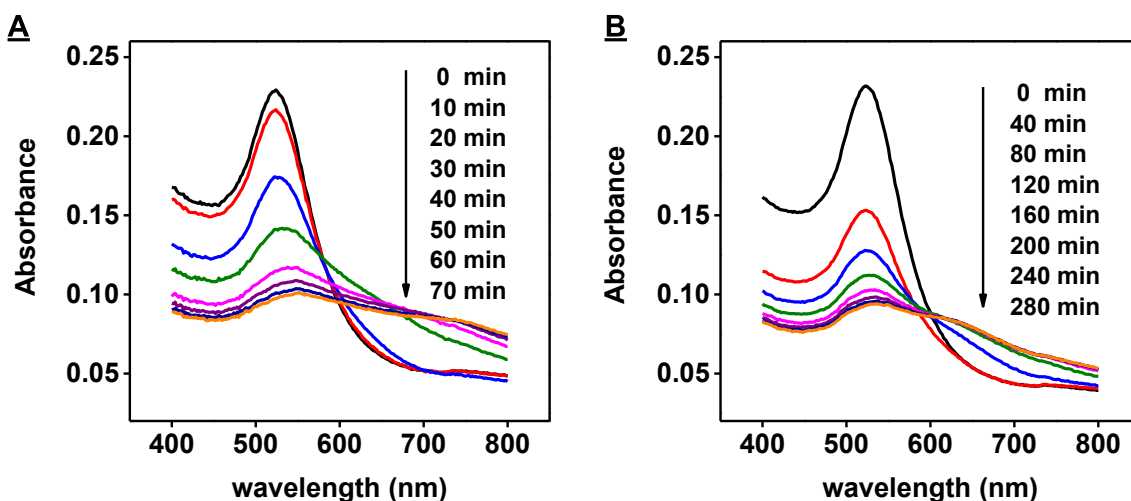 A
0.25
0.20
0.15
0.10
0.05
Absorbance
0 min
10 min
20 min
30 min
40 min
50 min
60 min
70 min
400 500 600 700 800
wavelength (nm)
B
0.25
0.20
0.15
0.10
0.05
Absorbance
0 min
40 min
80 min
120 min
160 min
200 min
240 min
280 min
400 500 600 700 800
wavelength (nm)